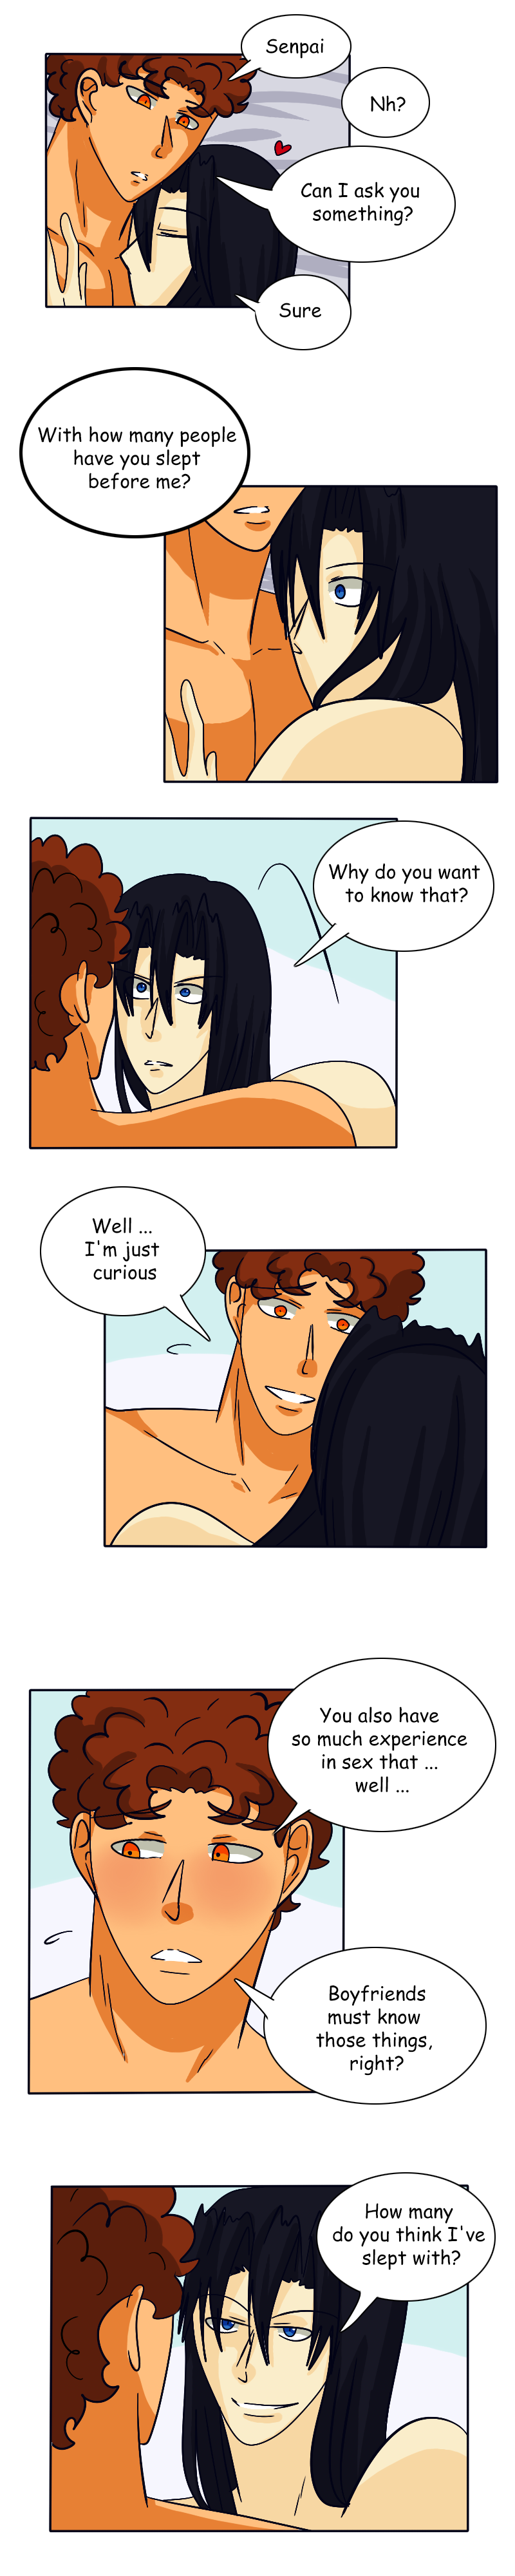 Senpai
Nh?
Can I ask you
something?
Sure
With how many people
have you slept
before me?
Why do you want
to know that?
Well ...
I'm just
curious
You also have
so much experience
in sex that ...
well ...
Boyfriends
must know
those things,
right?
How many
do you think I've
slept with?